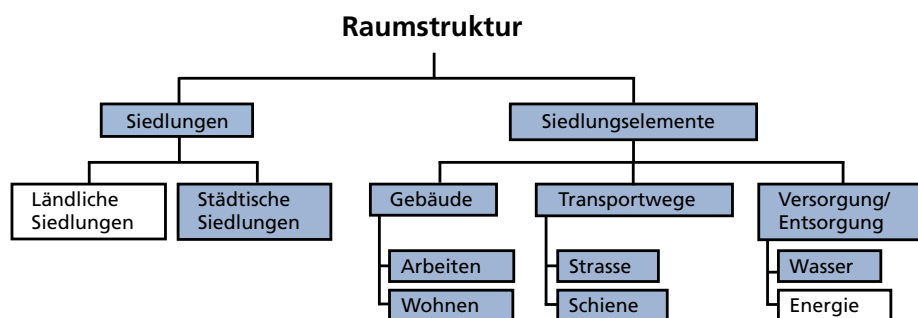 Raumstruktur
Siedlungen
Siedlungselemente
Ländliche
Siedlungen
Städtische
Siedlungen
Gebäude
Transportwege
Versorgung/
Entsorgung
Arbeiten
Strasse
Wasser
Wohnen
Schiene
Energie